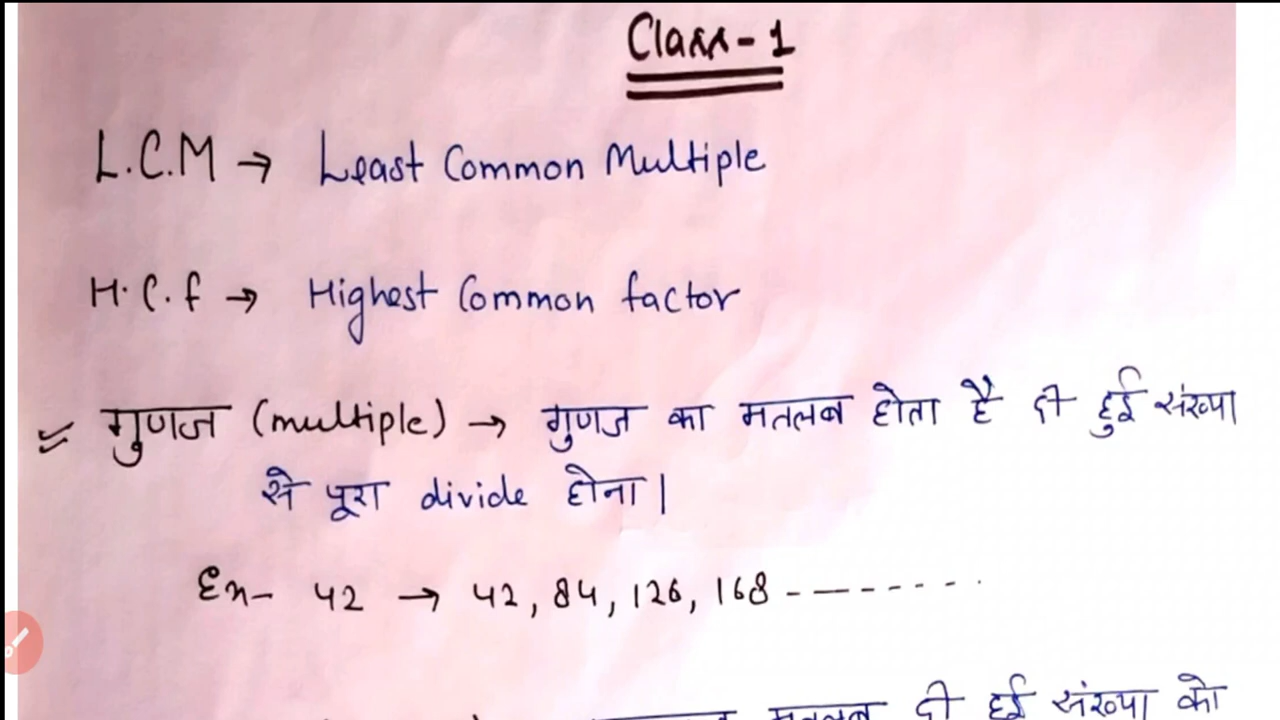 Class-1
L.C.M → Least Common Multiple
H.C.f → Highest Common factor
गुणज (multiple) → गुणज का मतलब होता है दी हुई संख्या
से पूरा divide होना।
Ex- 42 → 42, 84, 126, 168 --------
मतलब दी हुई संख्या को